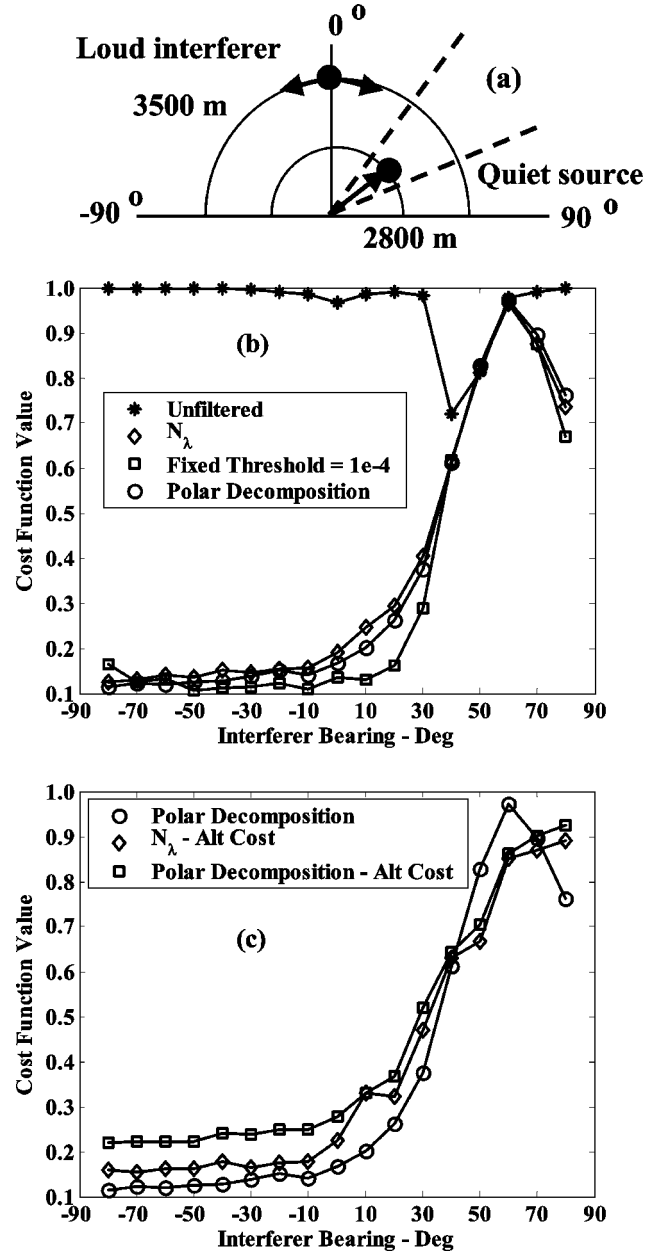 0 o
Loud interferer
(a)
3500 m
Quiet source
-90 o
90 o
2800 m
1.0
0.9
0.8
0.7
0.6
0.5
0.4
0.3
0.2
0.1
Cost Function Value
(b)
Unfiltered
Nλ
Fixed Threshold = 1e-4
Polar Decomposition
-90 -70 -50 -30 -10 10 30 50 70 90
Interferer Bearing - Deg
1.0
0.9
0.8
0.7
0.6
0.5
0.4
0.3
0.2
0.1
Cost Function Value
Polar Decomposition
Nλ - Alt Cost
Polar Decomposition - Alt Cost
(c)
-90 -70 -50 -30 -10 10 30 50 70 90
Interferer Bearing - Deg